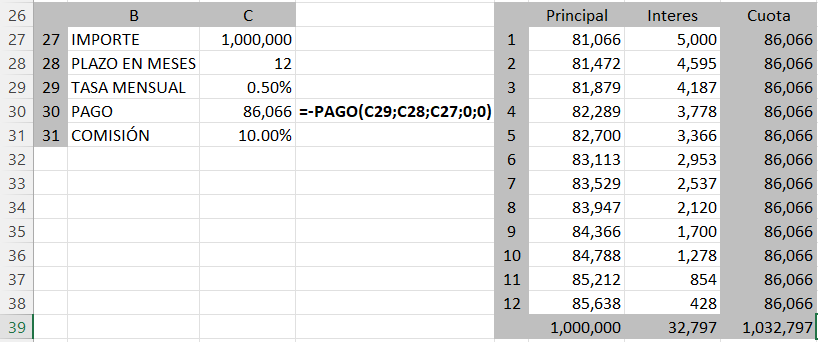 26 B C Principal Interes Cuota
27 27 IMPORTE 1,000,000 1 81,066 5,000 86,066
28 28 PLAZO EN MESES 12 2 81,472 4,595 86,066
29 29 TASA MENSUAL 0.50% 3 81,879 4,187 86,066
30 30 PAGO 86,066 =-PAGO(C29;C28;C27;0;0) 4 82,289 3,778 86,066
31 31 COMISIÓN 10.00% 5 82,700 3,366 86,066
32 6 83,113 2,953 86,066
33 7 83,529 2,537 86,066
34 8 83,947 2,120 86,066
35 9 84,366 1,700 86,066
36 10 84,788 1,278 86,066
37 11 85,212 854 86,066
38 12 85,638 428 86,066
39 1,000,000 32,797 1,032,797